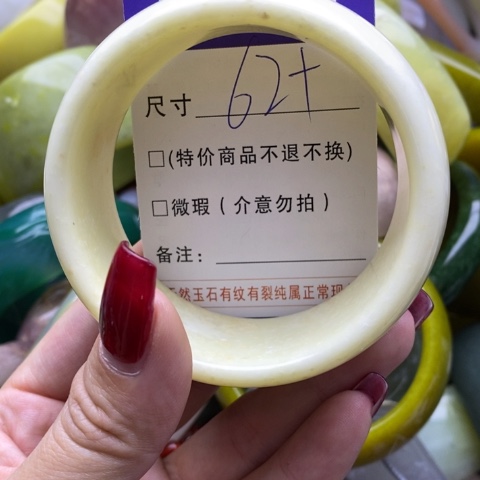 尺寸 62+
□(特价商品不退不换)
□微瑕(介意勿拍)
备注:
然玉石有纹有裂纯属正常现